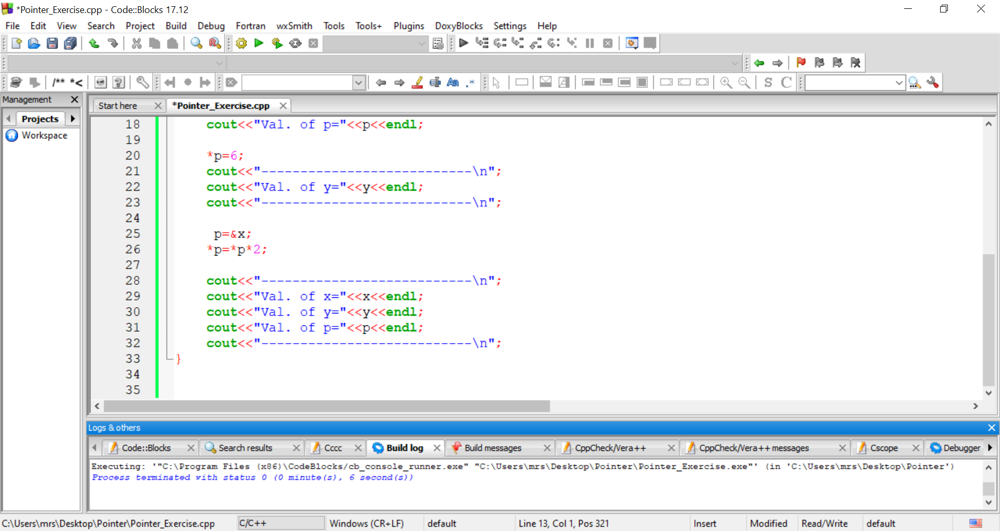 *Pointer_Exercise.cpp - Code::Blocks 17.12
File Edit View Search Project Build Debug Fortran wxSmith Tools Tools+ Plugins DoxyBlocks Settings Help
/** *<
S C
Management
Start here *Pointer_Exercise.cpp
Projects
Workspace
18 cout<<"Val. of p="<<p<<endl;
19
20 *p=6;
21 cout<<"---------------------------\n";
22 cout<<"Val. of y="<<y<<endl;
23 cout<<"---------------------------\n";
24
25 p=&x;
26 *p=*p*2;
27
28 cout<<"---------------------------\n";
29 cout<<"Val. of x="<<x<<endl;
30 cout<<"Val. of y="<<y<<endl;
31 cout<<"Val. of p="<<p<<endl;
32 cout<<"---------------------------\n";
33 }
34
35
Logs & others
Code::Blocks Search results Cccc Build log Build messages CppCheck/Vera++ CppCheck/Vera++ messages Cscope Debugger
Executing: '"C:\Program Files (x86)\CodeBlocks/cb_console_runner.exe" "C:\Users\mrs\Desktop\Pointer\Pointer_Exercise.exe"' (in 'C:\Users\mrs\Desktop\Pointer')
Process terminated with status 0 (0 minute(s), 6 second(s))
C:\Users\mrs\Desktop\Pointer\Pointer_Exercise.cpp C/C++ Windows (CR+LF) default Line 13, Col 1, Pos 321 Insert Modified Read/Write default